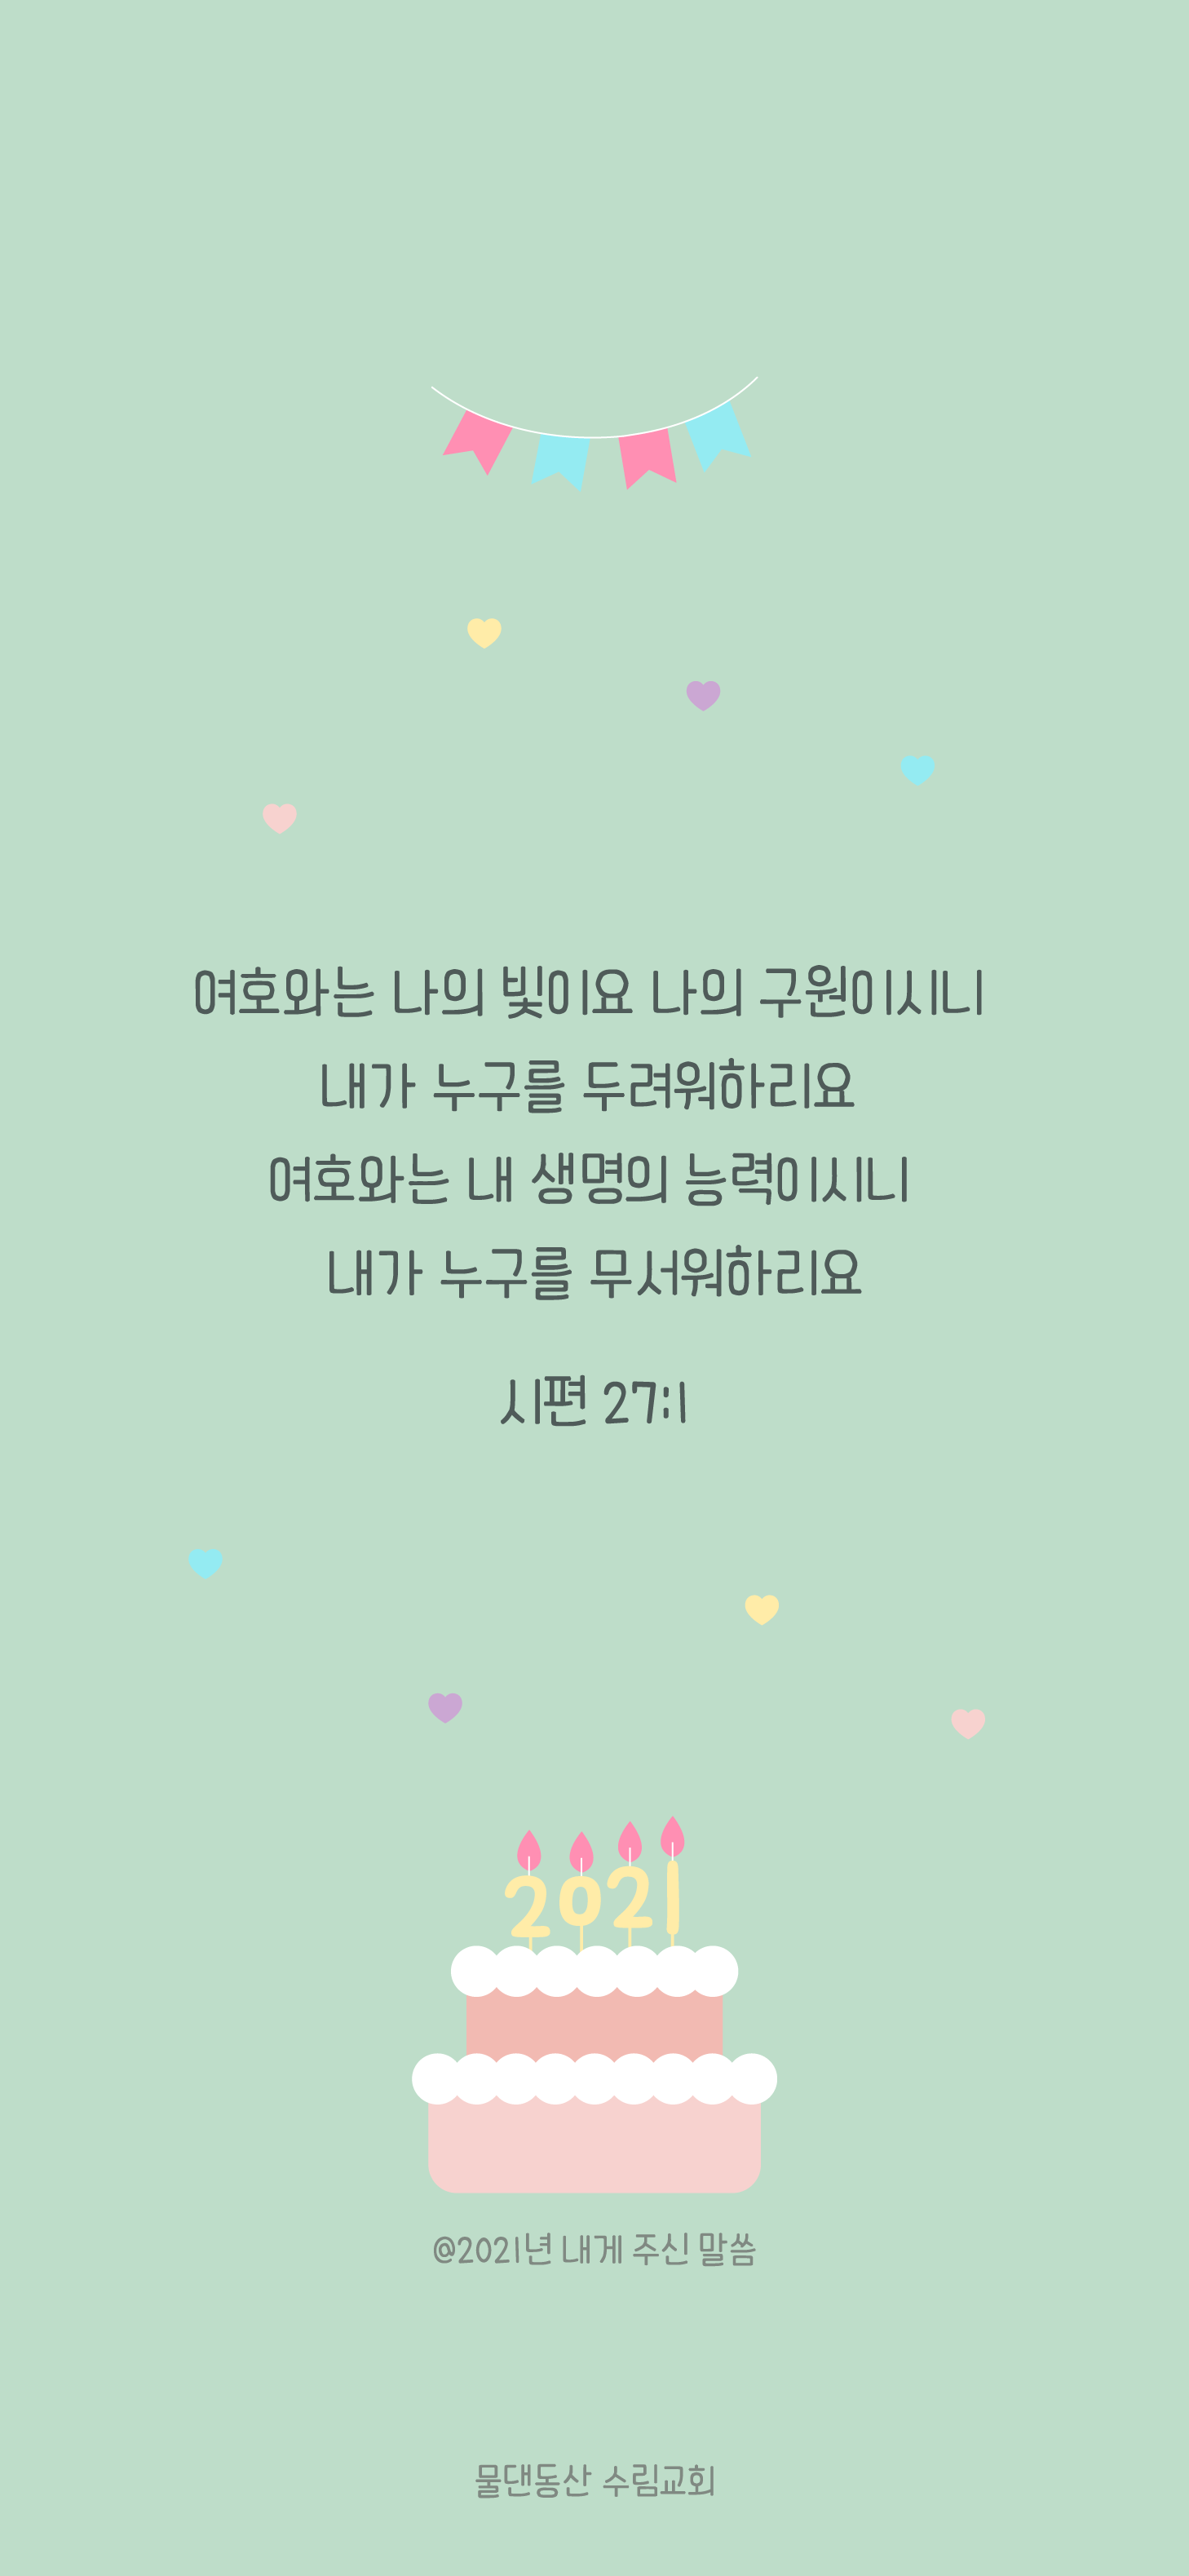 여호와는 나의 빛이요 나의 구원이시니
내가 누구를 두려워하리요
여호와는 내 생명의 능력이시니
내가 누구를 무서워하리요
시편 27:1
2021
@2021년 내게 주신 말씀
물댄동산 수림교회